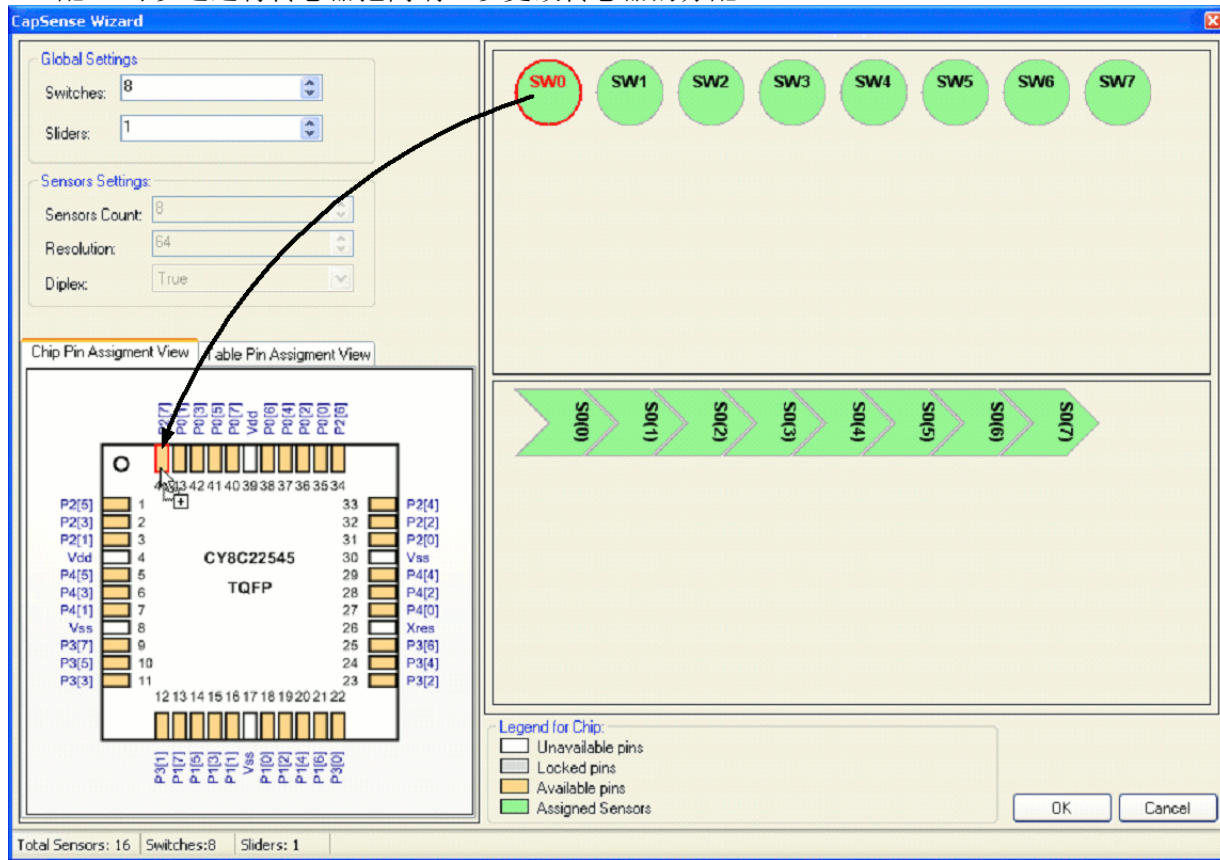 CapSense Wizard
Global Settings
Switches: 8
Sliders: 1
Sensors Settings:
Sensors Count: 8
Resolution: 64
Diplex: True
Chip Pin Assigment View
Table Pin Assigment View
SW0 SW1 SW2 SW3 SW4 SW5 SW6 SW7
S0(0) S0(1) S0(2) S0(3) S0(4) S0(5) S0(6) S0(7)
P2[7] P0[1] P0[3] P0[5] P0[7] Vdd P0[6] P0[4] P0[2] P0[0] P2[6]
42 41 40 39 38 37 36 35 34
P2[5] 1 33 P2[4]
P2[3] 2 32 P2[2]
P2[1] 3 31 P2[0]
Vdd 4 CY8C22545 30 Vss
P4[5] 5 29 P4[4]
TQFP
P4[3] 6 28 P4[2]
P4[1] 7 27 P4[0]
Vss 8 26 Xres
P3[7] 9 25 P3[6]
P3[5] 10 24 P3[4]
P3[3] 11 23 P3[2]
12 13 14 15 16 17 18 19 20 21 22
P3[1] P1[7] P1[5] P1[3] P1[1] Vss P1[0] P1[2] P1[4] P1[6] P3[0]
Legend for Chip:
Unavailable pins
Locked pins
Available pins
Assigned Sensors
OK Cancel
Total Sensors: 16 Switches:8 Sliders: 1